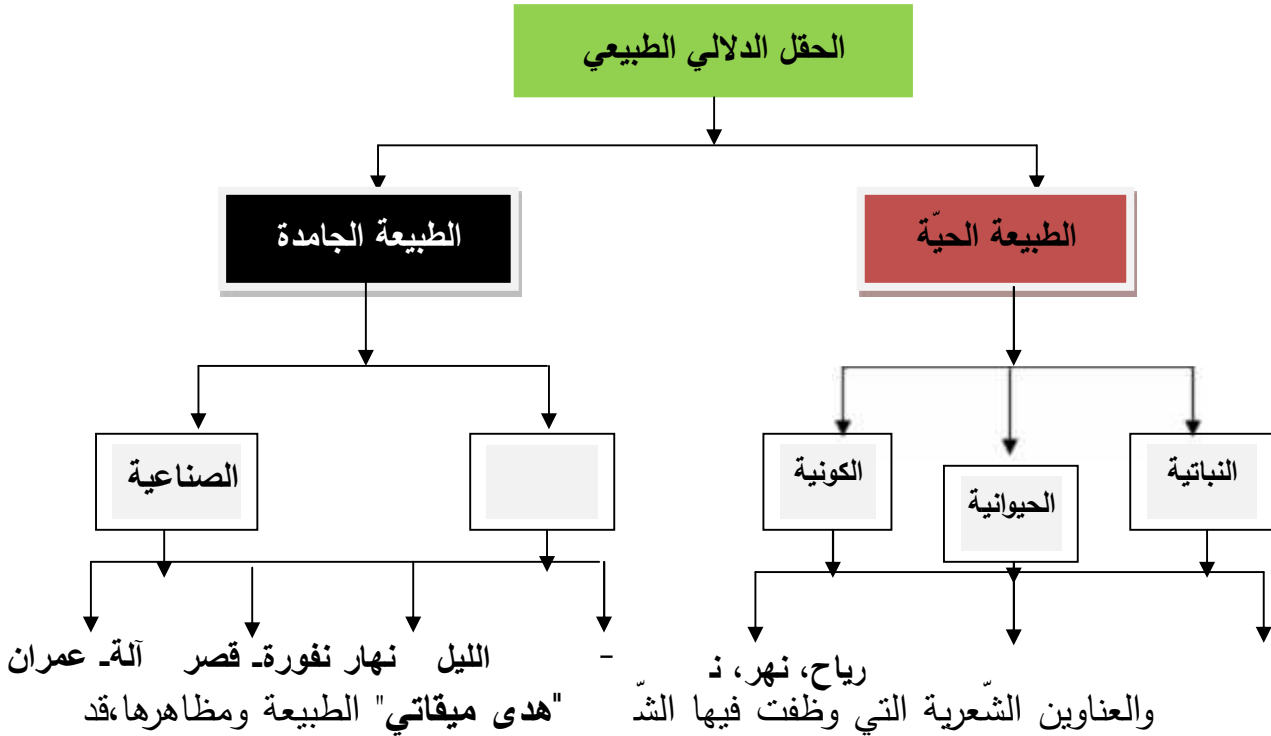 الحقل الدلالي الطبيعي
الطبيعة الحيّة
الطبيعة الجامدة
النباتية
الحيوانية
الكونية
الصناعية
رياح، نهر، نـ
- الليل نهار نفورة۔ قصر آلة۔ عمران
والعناوين الشّعرية التي وظفت فيها الشّـ "هدى ميقاتي" الطبيعة ومظاهرها،قد